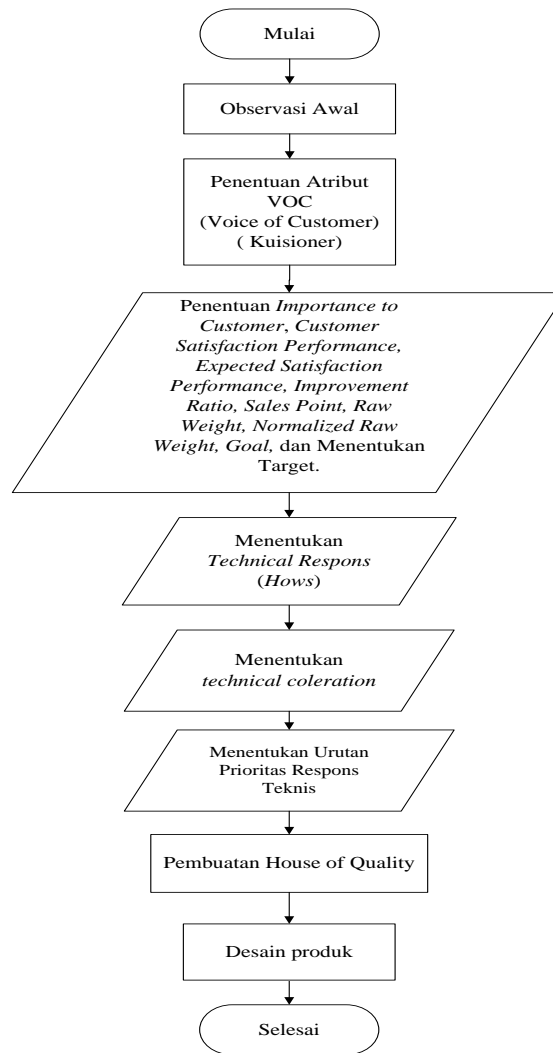 Mulai
Observasi Awal
Penentuan Atribut
VOC
(Voice of Customer)
( Kuisioner)
Penentuan Importance to
Customer, Customer
Satisfaction Performance,
Expected Satisfaction
Performance, Improvement
Ratio, Sales Point, Raw
Weight, Normalized Raw
Weight, Goal, dan Menentukan
Target.
Menentukan
Technical Respons
(Hows)
Menentukan
technical coleration
Menentukan Urutan
Prioritas Respons
Teknis
Pembuatan House of Quality
Desain produk
Selesai